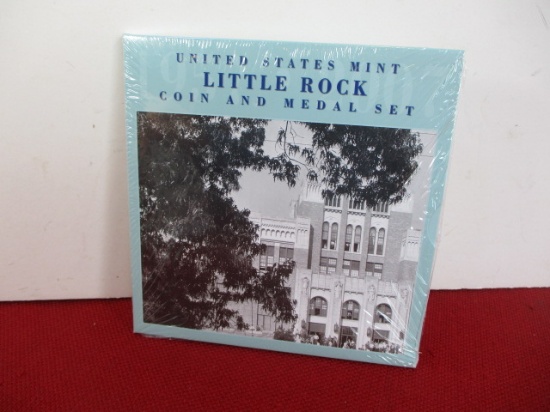 UNITED STATES MINT
LITTLE ROCK
COIN AND MEDAL SET